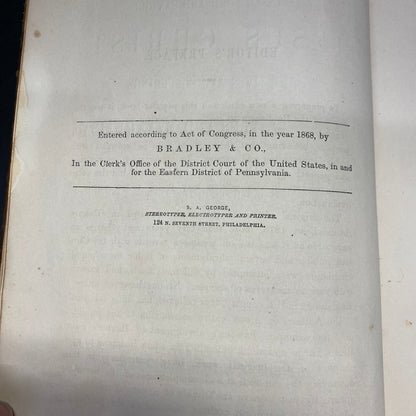 Entered according to Act of Congress, in the year 1868, by
BRADLEY & CO.,
In the Clerk's Office of the District Court of the United States, in and
for the Eastern District of Pennsylvania.
S. A. GEORGE,
STEREOTYPER, ELECTROTYPER AND PRINTER,
124 N. SEVENTH STREET, PHILADELPHIA.